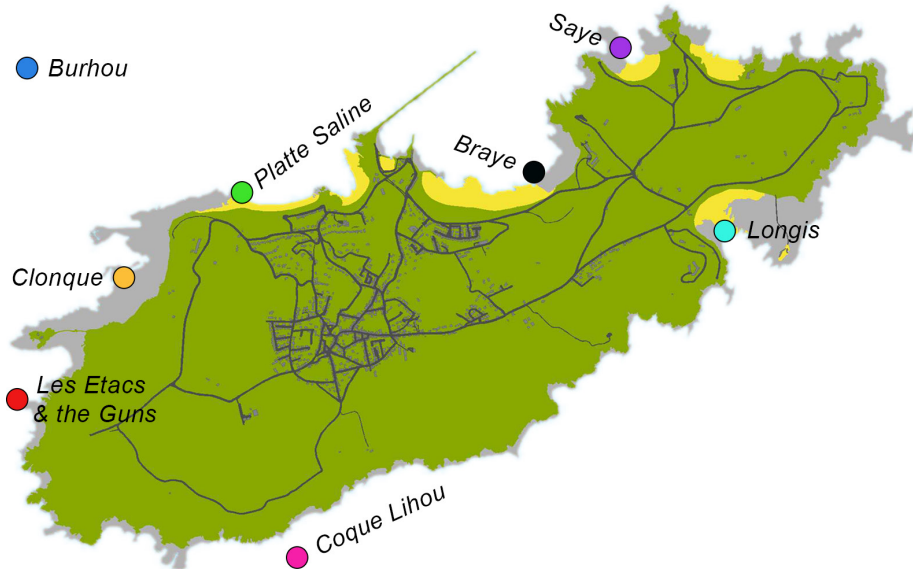 Saye
Burhou
Platte Saline
Braye
Longis
Clonque
Les Etacs
& the Guns
Coque Lihou